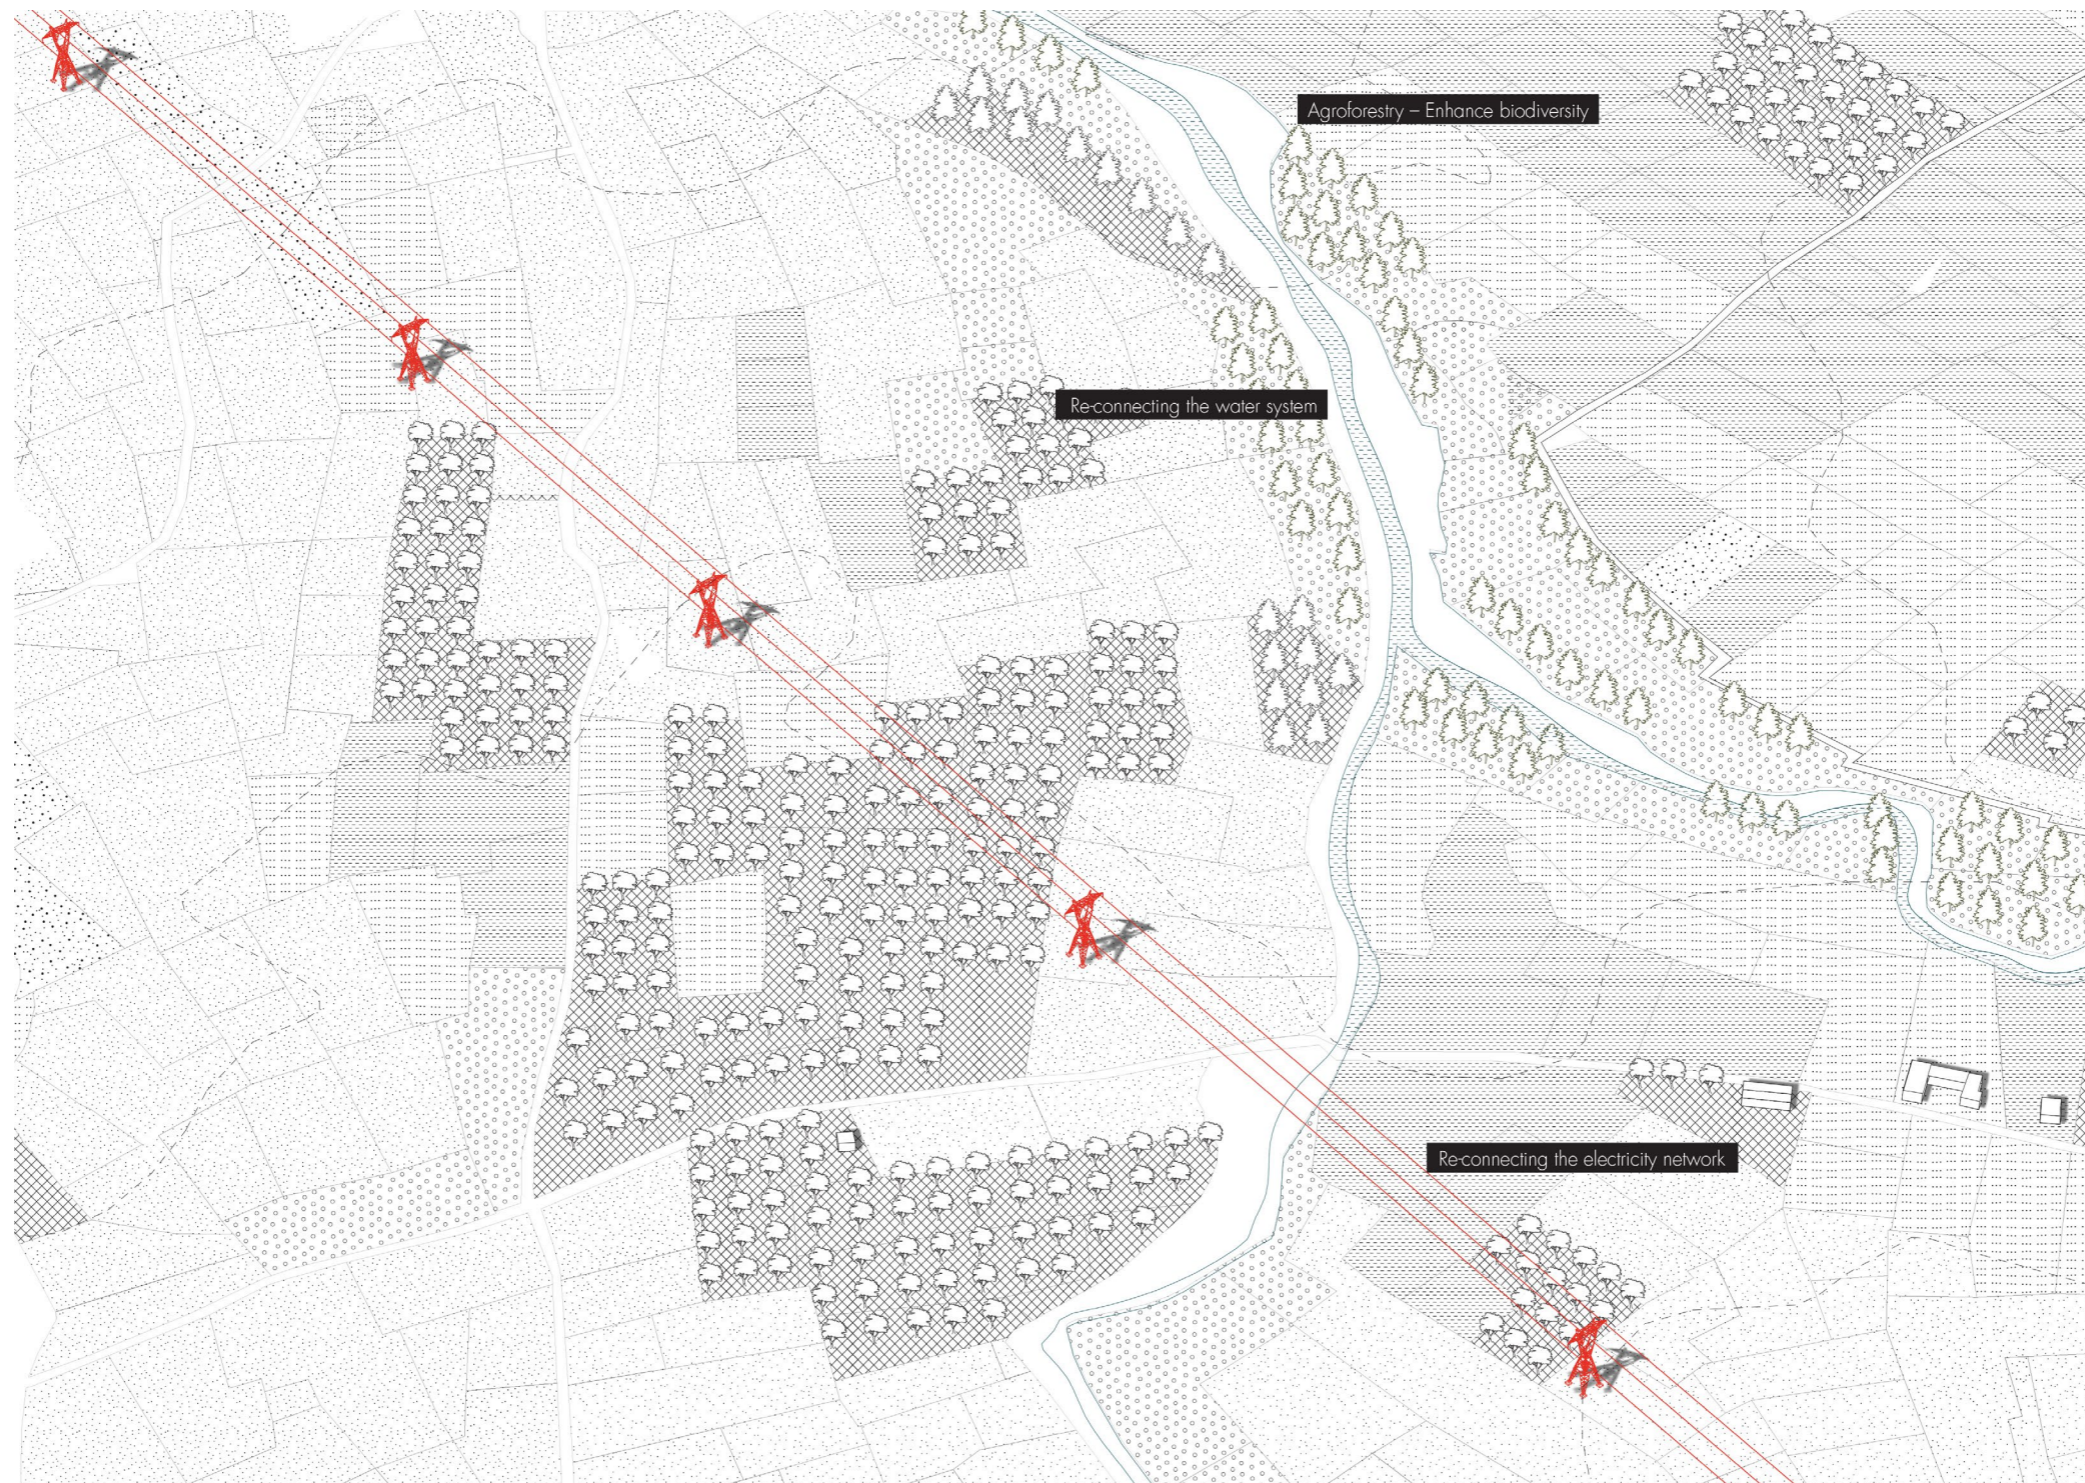 Agroforestry – Enhance biodiversity
Re-connecting the water system
Re-connecting the electricity network